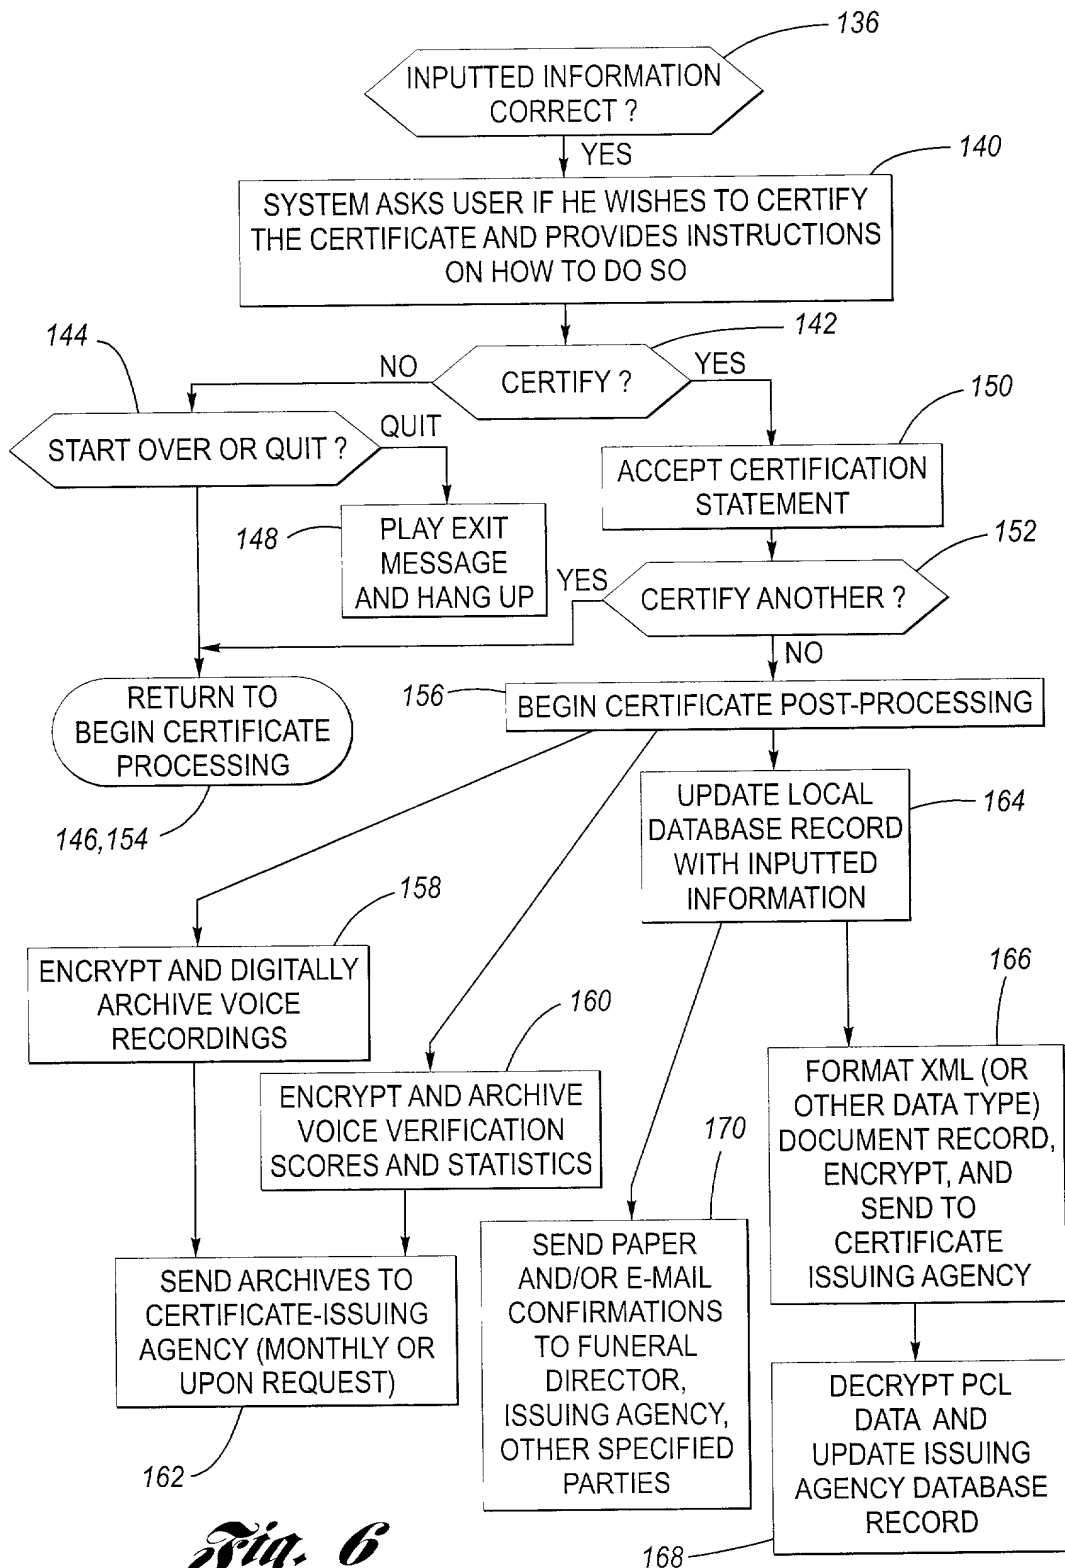 136
INPUTTED INFORMATION
CORRECT ?
YES
140
SYSTEM ASKS USER IF HE WISHES TO CERTIFY
THE CERTIFICATE AND PROVIDES INSTRUCTIONS
ON HOW TO DO SO
142
CERTIFY ?
NO
YES
144
START OVER OR QUIT ?
QUIT
150
ACCEPT CERTIFICATION
STATEMENT
148
PLAY EXIT
MESSAGE
AND HANG UP
152
CERTIFY ANOTHER ?
YES
NO
RETURN TO
BEGIN CERTIFICATE
PROCESSING
146,154
156
BEGIN CERTIFICATE POST-PROCESSING
UPDATE LOCAL
DATABASE RECORD
WITH INPUTTED
INFORMATION
164
158
ENCRYPT AND DIGITALLY
ARCHIVE VOICE
RECORDINGS
160
ENCRYPT AND ARCHIVE
VOICE VERIFICATION
SCORES AND STATISTICS
166
FORMAT XML (OR
OTHER DATA TYPE)
DOCUMENT RECORD,
ENCRYPT, AND
SEND TO
CERTIFICATE
ISSUING AGENCY
170
SEND PAPER
AND/OR E-MAIL
CONFIRMATIONS
TO FUNERAL
DIRECTOR,
ISSUING AGENCY,
OTHER SPECIFIED
PARTIES
SEND ARCHIVES TO
CERTIFICATE-ISSUING
AGENCY (MONTHLY OR
UPON REQUEST)
162
DECRYPT PCL
DATA AND
UPDATE ISSUING
AGENCY DATABASE
RECORD
168
Fig. 6